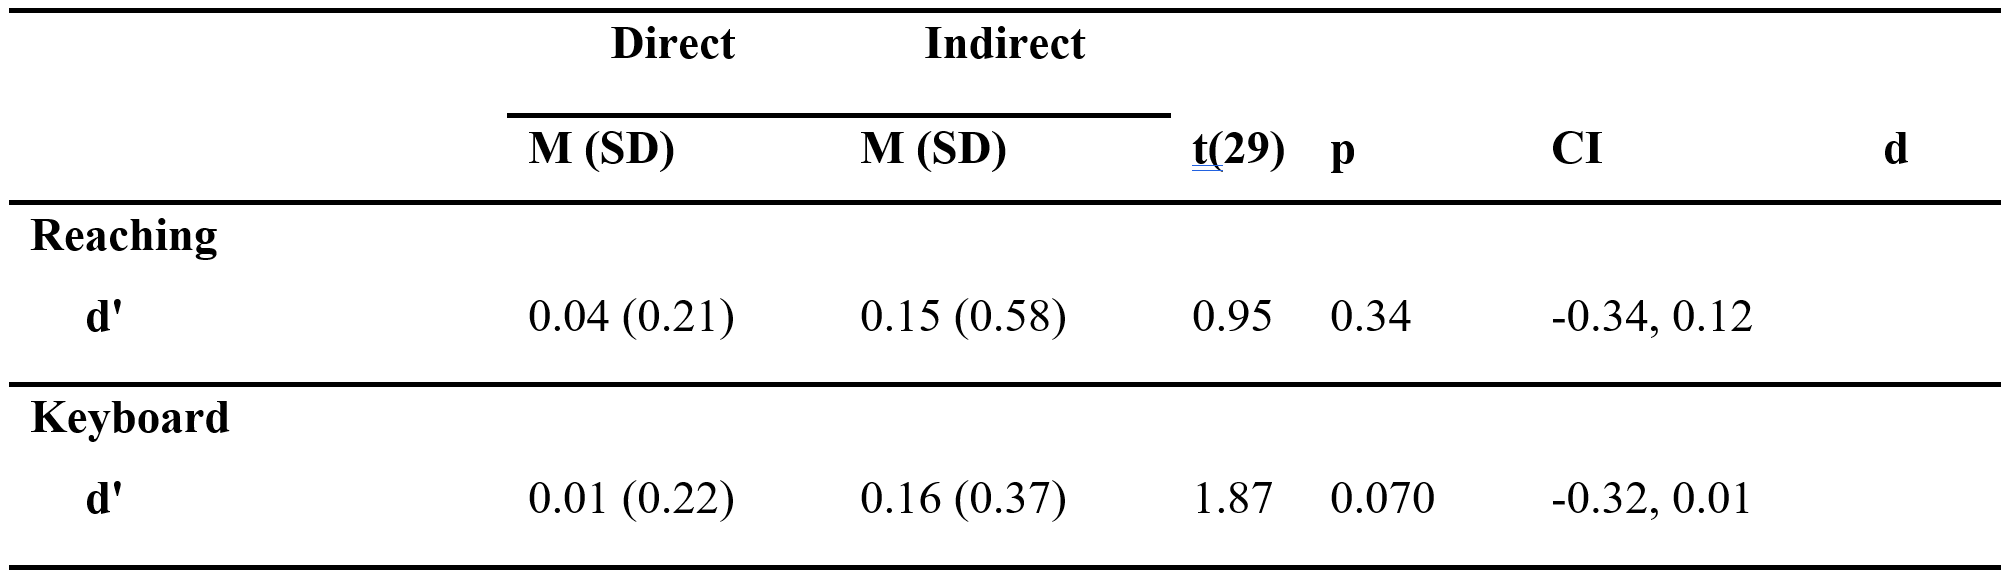 Direct Indirect
M (SD) M (SD) t(29) p CI d
Reaching
d' 0.04 (0.21) 0.15 (0.58) 0.95 0.34 -0.34, 0.12
Keyboard
d' 0.01 (0.22) 0.16 (0.37) 1.87 0.070 -0.32, 0.01